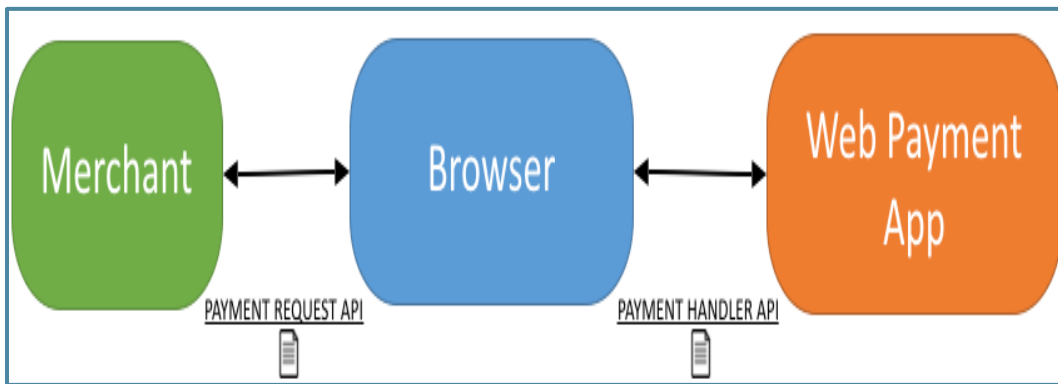 Merchant
Browser
Web Payment
App
PAYMENT REQUEST API
PAYMENT HANDLER API